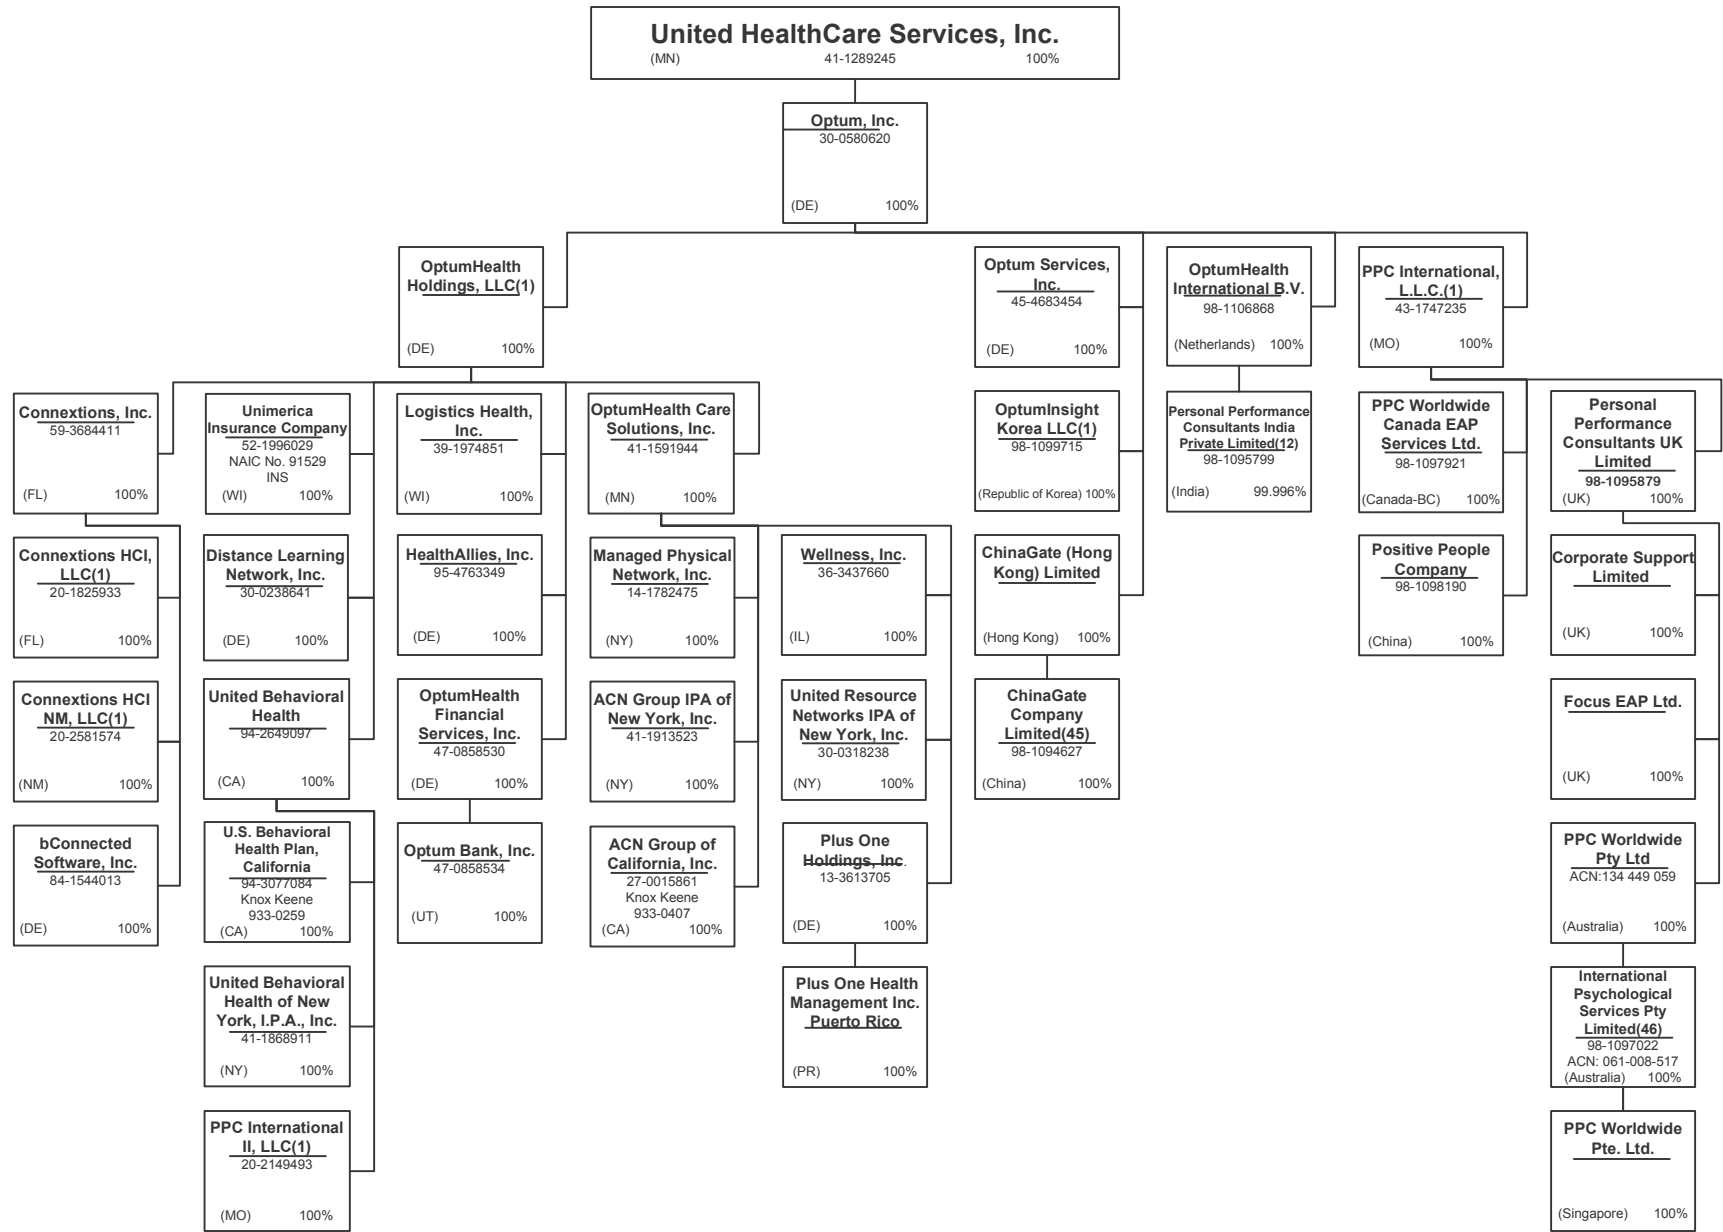 United HealthCare Services, Inc.
(MN) 41-1289245 100%
Optum, Inc.
30-0580620
(DE) 100%
OptumHealth
Holdings, LLC(1)
(DE) 100%
Optum Services,
Inc.
45-4683454
(DE) 100%
OptumHealth
International B.V.
98-1106868
(Netherlands) 100%
PPC International,
L.L.C.(1)
43-1747235
(MO) 100%
Connextions, Inc.
59-3684411
(FL) 100%
Unimerica
Insurance Company
52-1996029
NAIC No. 91529
INS
(WI) 100%
Logistics Health,
Inc.
39-1974851
(WI) 100%
OptumHealth Care
Solutions, Inc.
41-1591944
(MN) 100%
OptumInsight
Korea LLC(1)
98-1099715
(Republic of Korea) 100%
Personal Performance
Consultants India
Private Limited(12)
98-1095799
(India) 99.996%
PPC Worldwide
Canada EAP
Services Ltd.
98-1097921
(Canada-BC) 100%
Personal
Performance
Consultants UK
Limited
98-1095879
(UK) 100%
Connextions HCI,
LLC(1)
20-1825933
(FL) 100%
Distance Learning
Network, Inc.
30-0238641
(DE) 100%
HealthAllies, Inc.
95-4763349
(DE) 100%
Managed Physical
Network, Inc.
14-1782475
(NY) 100%
Wellness, Inc.
36-3437660
(IL) 100%
ChinaGate (Hong
Kong) Limited
(Hong Kong) 100%
Positive People
Company
98-1098190
(China) 100%
Corporate Support
Limited
(UK) 100%
Connextions HCI
NM, LLC(1)
20-2581574
(NM) 100%
United Behavioral
Health
94-2649097
(CA) 100%
OptumHealth
Financial
Services, Inc.
47-0858530
(DE) 100%
ACN Group IPA of
New York, Inc.
41-1913523
(NY) 100%
United Resource
Networks IPA of
New York, Inc.
30-0318238
(NY) 100%
ChinaGate
Company
Limited(45)
98-1094627
(China) 100%
Focus EAP Ltd.
(UK) 100%
bConnected
Software, Inc.
84-1544013
(DE) 100%
U.S. Behavioral
Health Plan,
California
94-3077084
Knox Keene
933-0259
(CA) 100%
Optum Bank, Inc.
47-0858534
(UT) 100%
ACN Group of
California, Inc.
27-0015861
Knox Keene
933-0407
(CA) 100%
Plus One
Holdings, Inc.
13-3613705
(DE) 100%
PPC Worldwide
Pty Ltd
ACN:134 449 059
(Australia) 100%
United Behavioral
Health of New
York, I.P.A., Inc.
41-1868911
(NY) 100%
Plus One Health
Management Inc.
Puerto Rico
(PR) 100%
International
Psychological
Services Pty
Limited(46)
98-1097022
ACN: 061-008-517
(Australia) 100%
PPC International
II, LLC(1)
20-2149493
(MO) 100%
PPC Worldwide
Pte. Ltd.
(Singapore) 100%